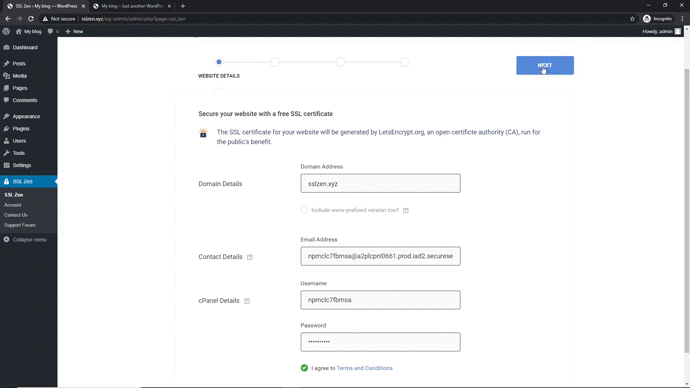 SSL Zen • My blog — WordPress
My blog – Just another WordPress
Not secure
sslzen.xyz/wp-admin/admin.php?page=ssl_zen
Incognito
My blog
0
New
Howdy, admin
Dashboard
Posts
Media
Pages
Comments
Appearance
Plugins
Users
Tools
Settings
SSL Zen
SSL Zen
Account
Contact Us
Support Forum
Collapse menu
WEBSITE DETAILS
NEXT
Secure your website with a free SSL certificate
The SSL certificate for your website will be generated by LetsEncrypt.org, an open certificte authority (CA), run for
the public's benefit.
Domain Address
Domain Details
sslzen.xyz
Include www-prefixed version too? ?
Email Address
Contact Details ?
npmclc7fbmsa@a2plcpnl0661.prod.iad2.securese
Username
cPanel Details ?
npmclc7fbmsa
Password
••••••••••
I agree to Terms and Conditions